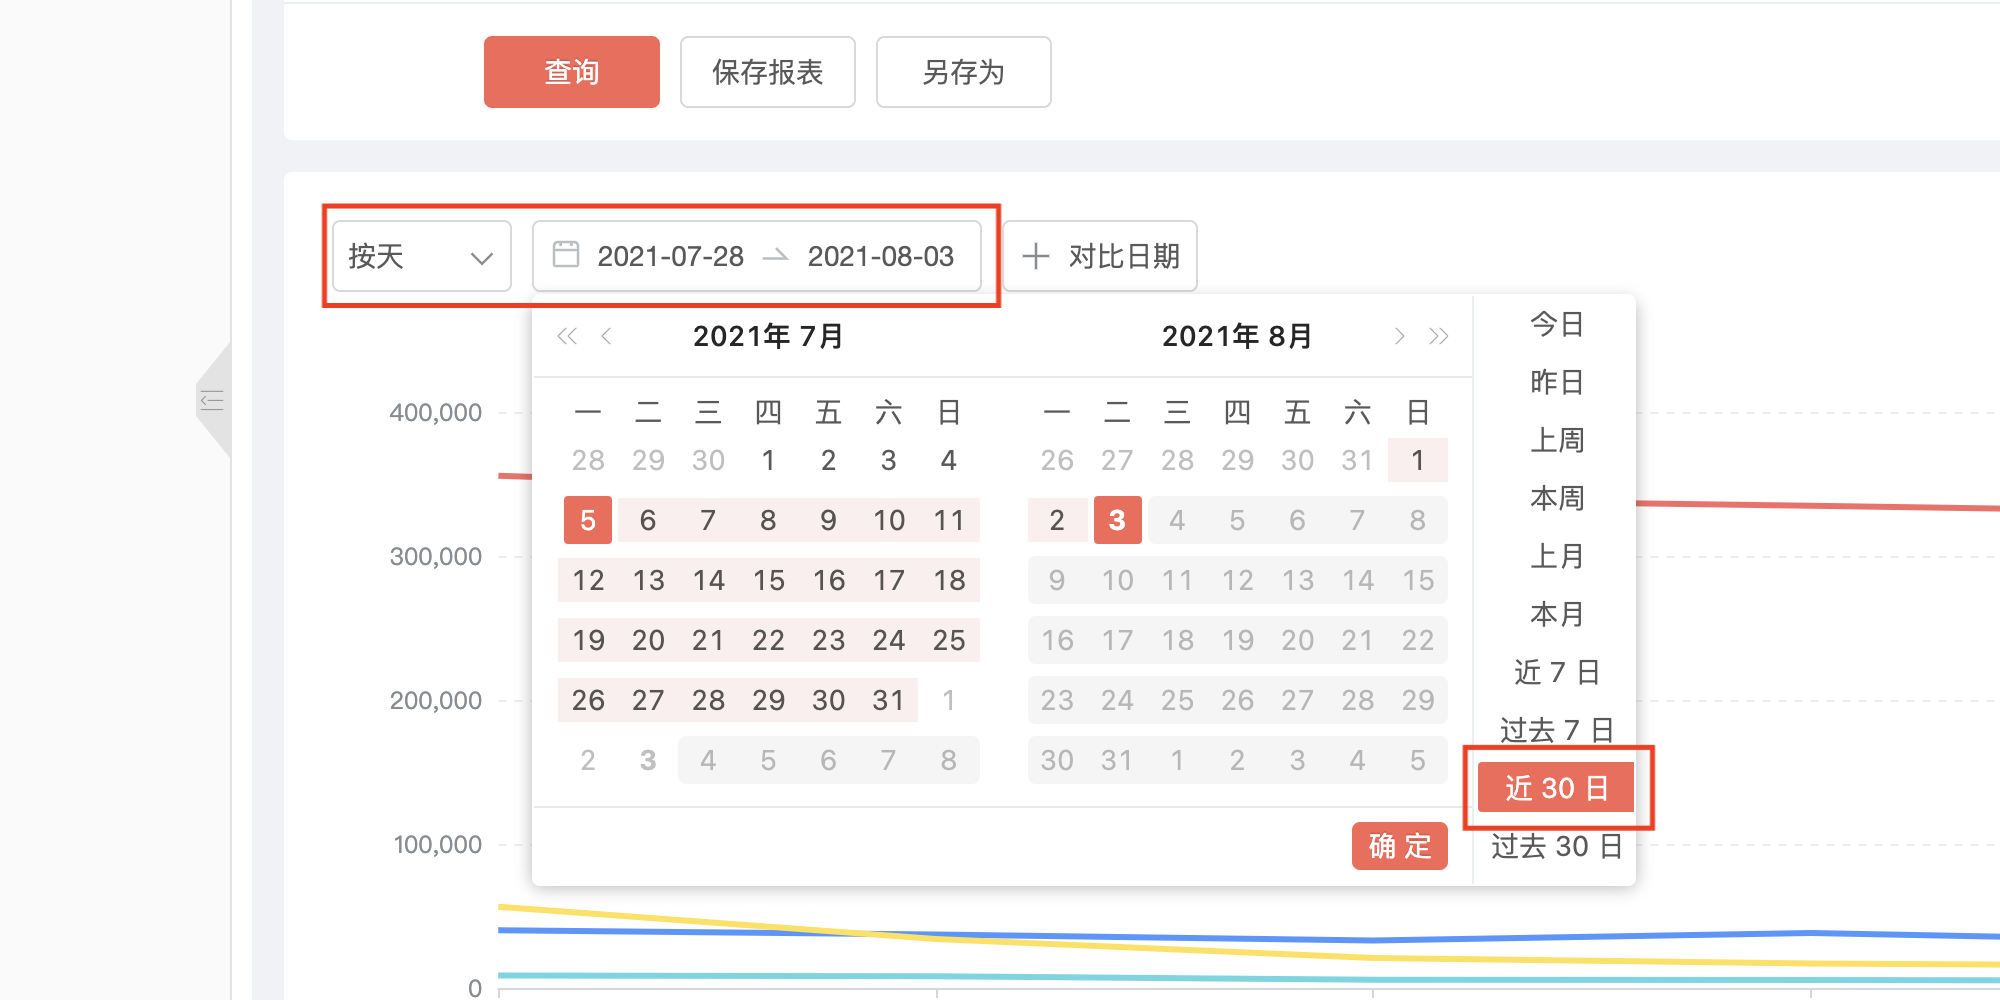 查询 保存报表 另存为
按天 2021-07-28 2021-08-03 对比日期
2021年 7月 2021年 8月
一 二 三 四 五 六 日 一 二 三 四 五 六 日
28 29 30 1 2 3 4 26 27 28 29 30 31 1
5 6 7 8 9 10 11 2 3 4 5 6 7 8
12 13 14 15 16 17 18 9 10 11 12 13 14 15
19 20 21 22 23 24 25 16 17 18 19 20 21 22
26 27 28 29 30 31 1 23 24 25 26 27 28 29
2 3 4 5 6 7 8 30 31 1 2 3 4 5
确定
今日
昨日
上周
本周
上月
本月
近 7 日
过去 7 日
近 30 日
过去 30 日
400,000
300,000
200,000
100,000
0